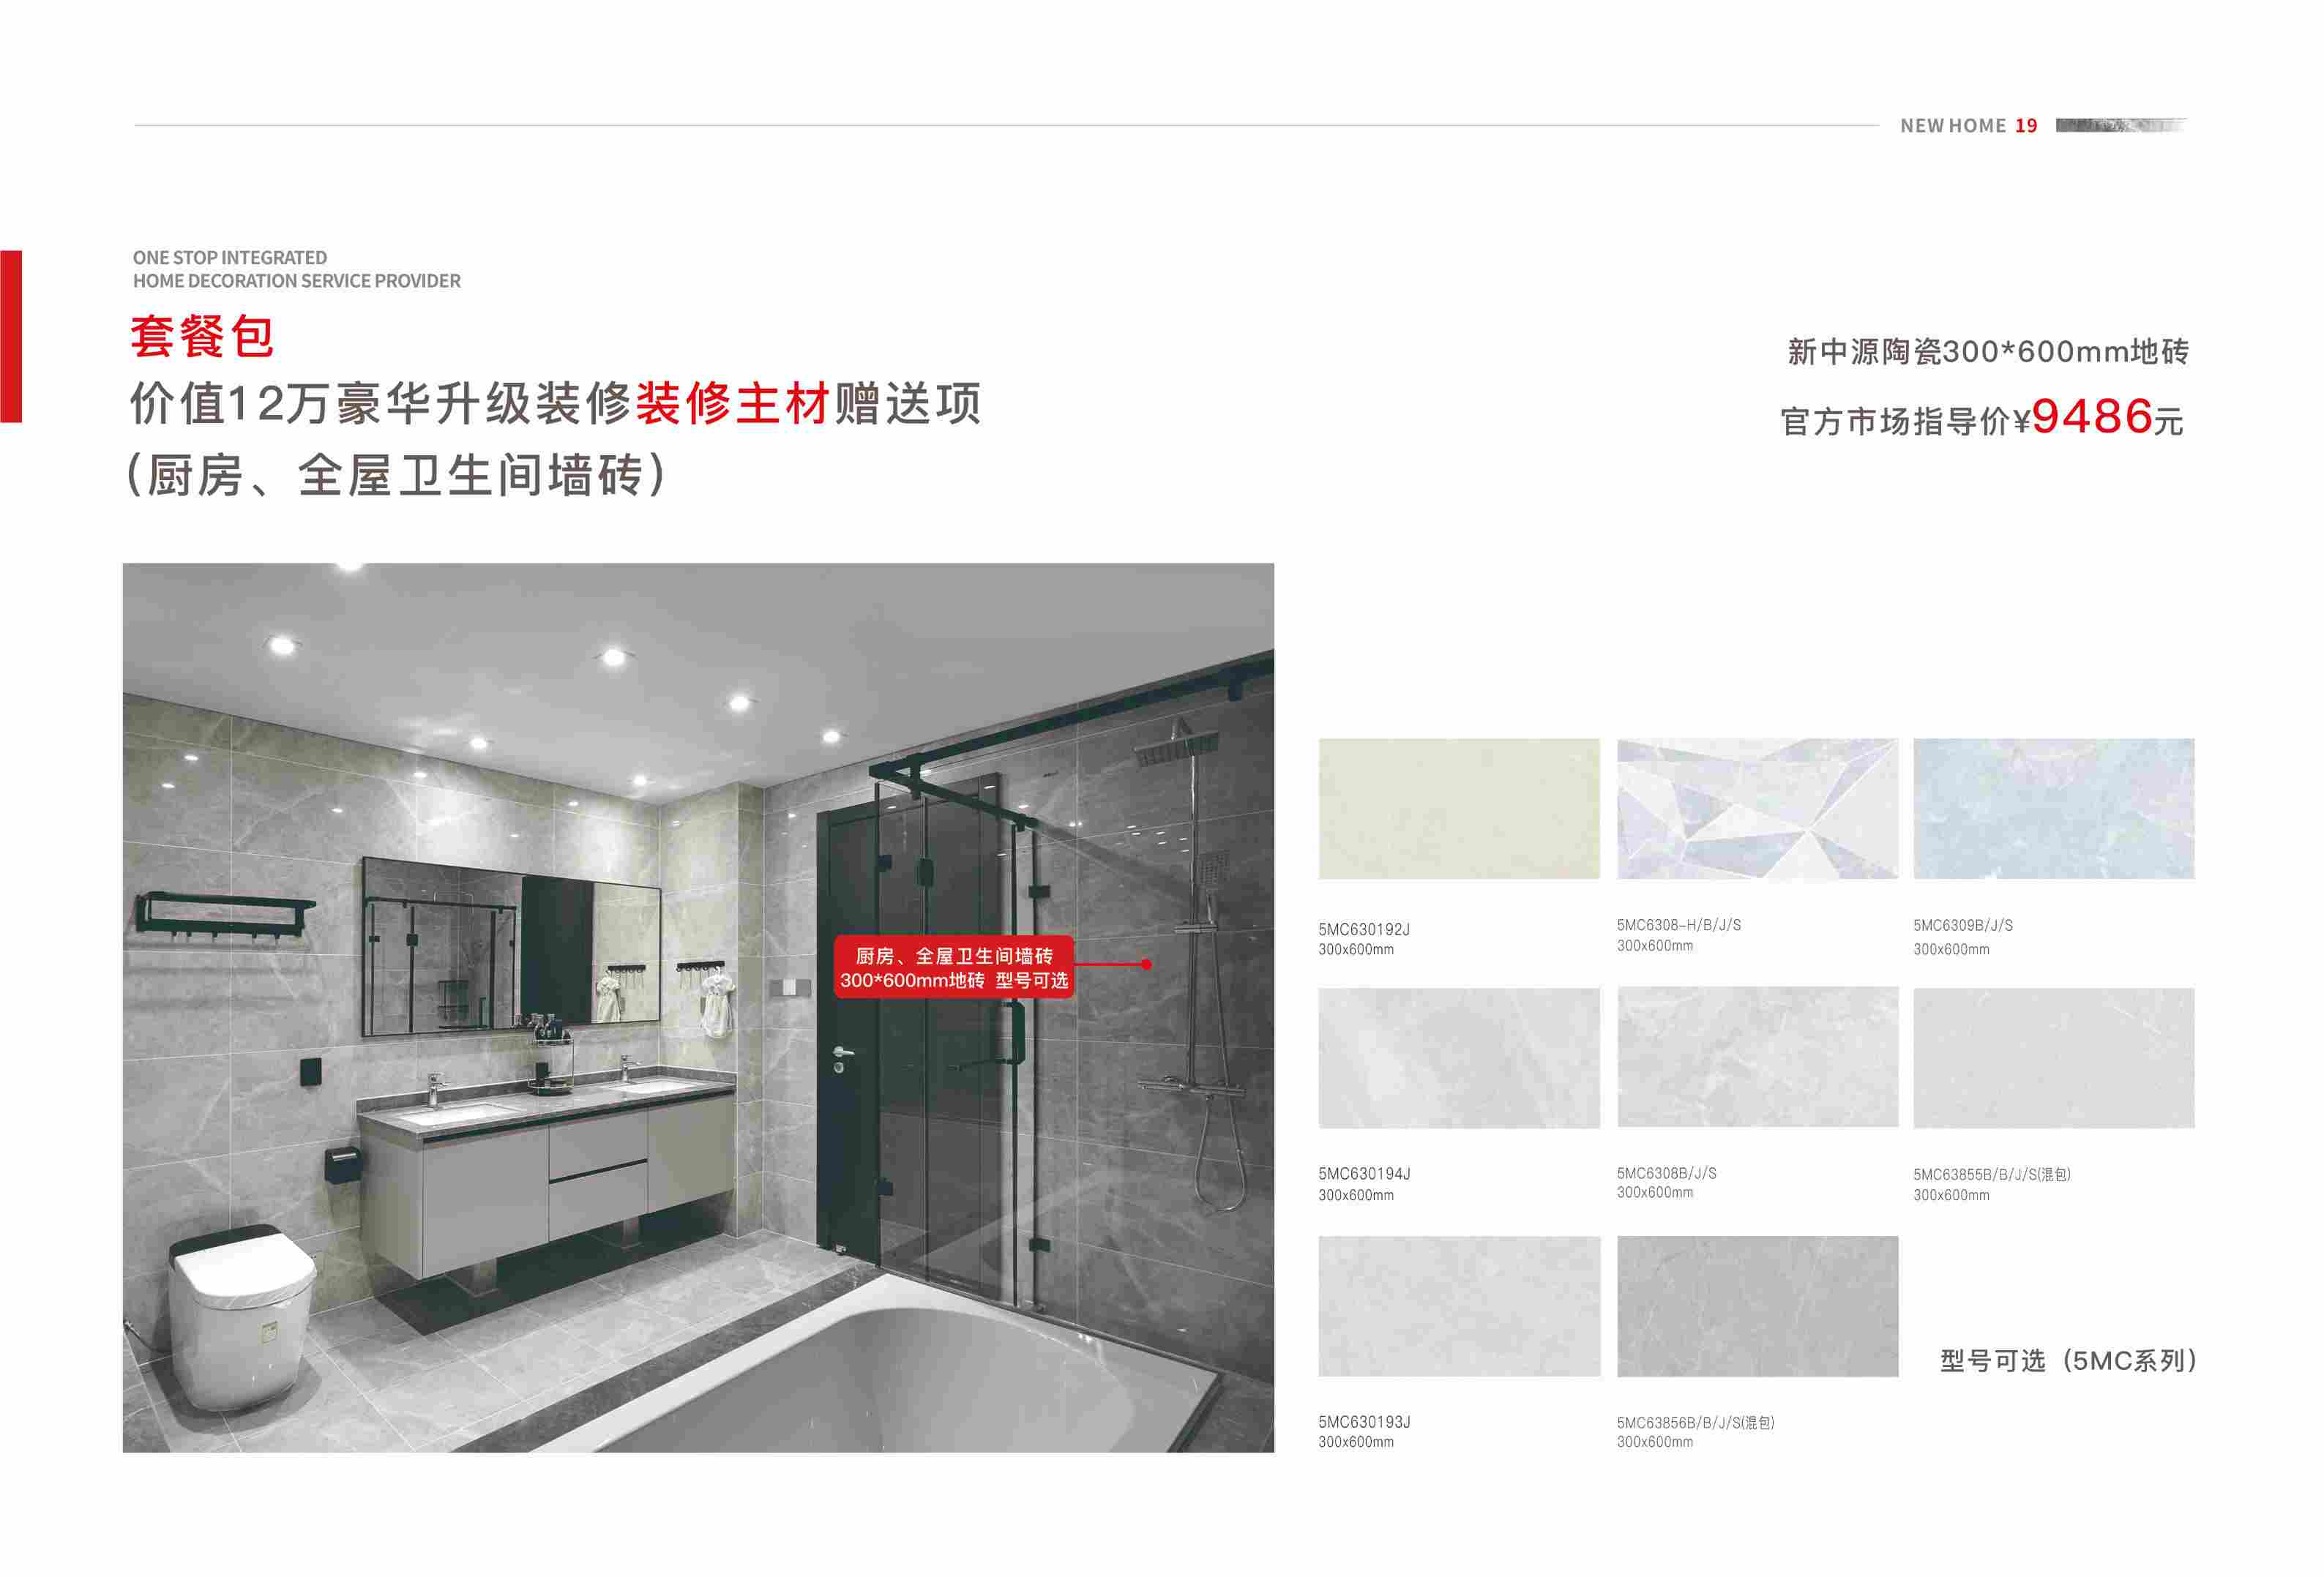 NEW HOME 19
ONE STOP INTEGRATED
HOME DECORATION SERVICE PROVIDER
套餐包
价值12万豪华升级装修装修主材赠送项
（厨房、全屋卫生间墙砖）
新中源陶瓷300*600mm地砖
官方市场指导价¥9486元
厨房、全屋卫生间墙砖
300*600mm地砖 型号可选
5MC630192J
300x600mm
5MC6308-H/B/J/S
300x600mm
5MC6309B/J/S
300x600mm
5MC630194J
300x600mm
5MC6308B/J/S
300x600mm
5MC63855B/B/J/S(混包)
300x600mm
5MC630193J
300x600mm
5MC63856B/B/J/S(混包)
300x600mm
型号可选（5MC系列）